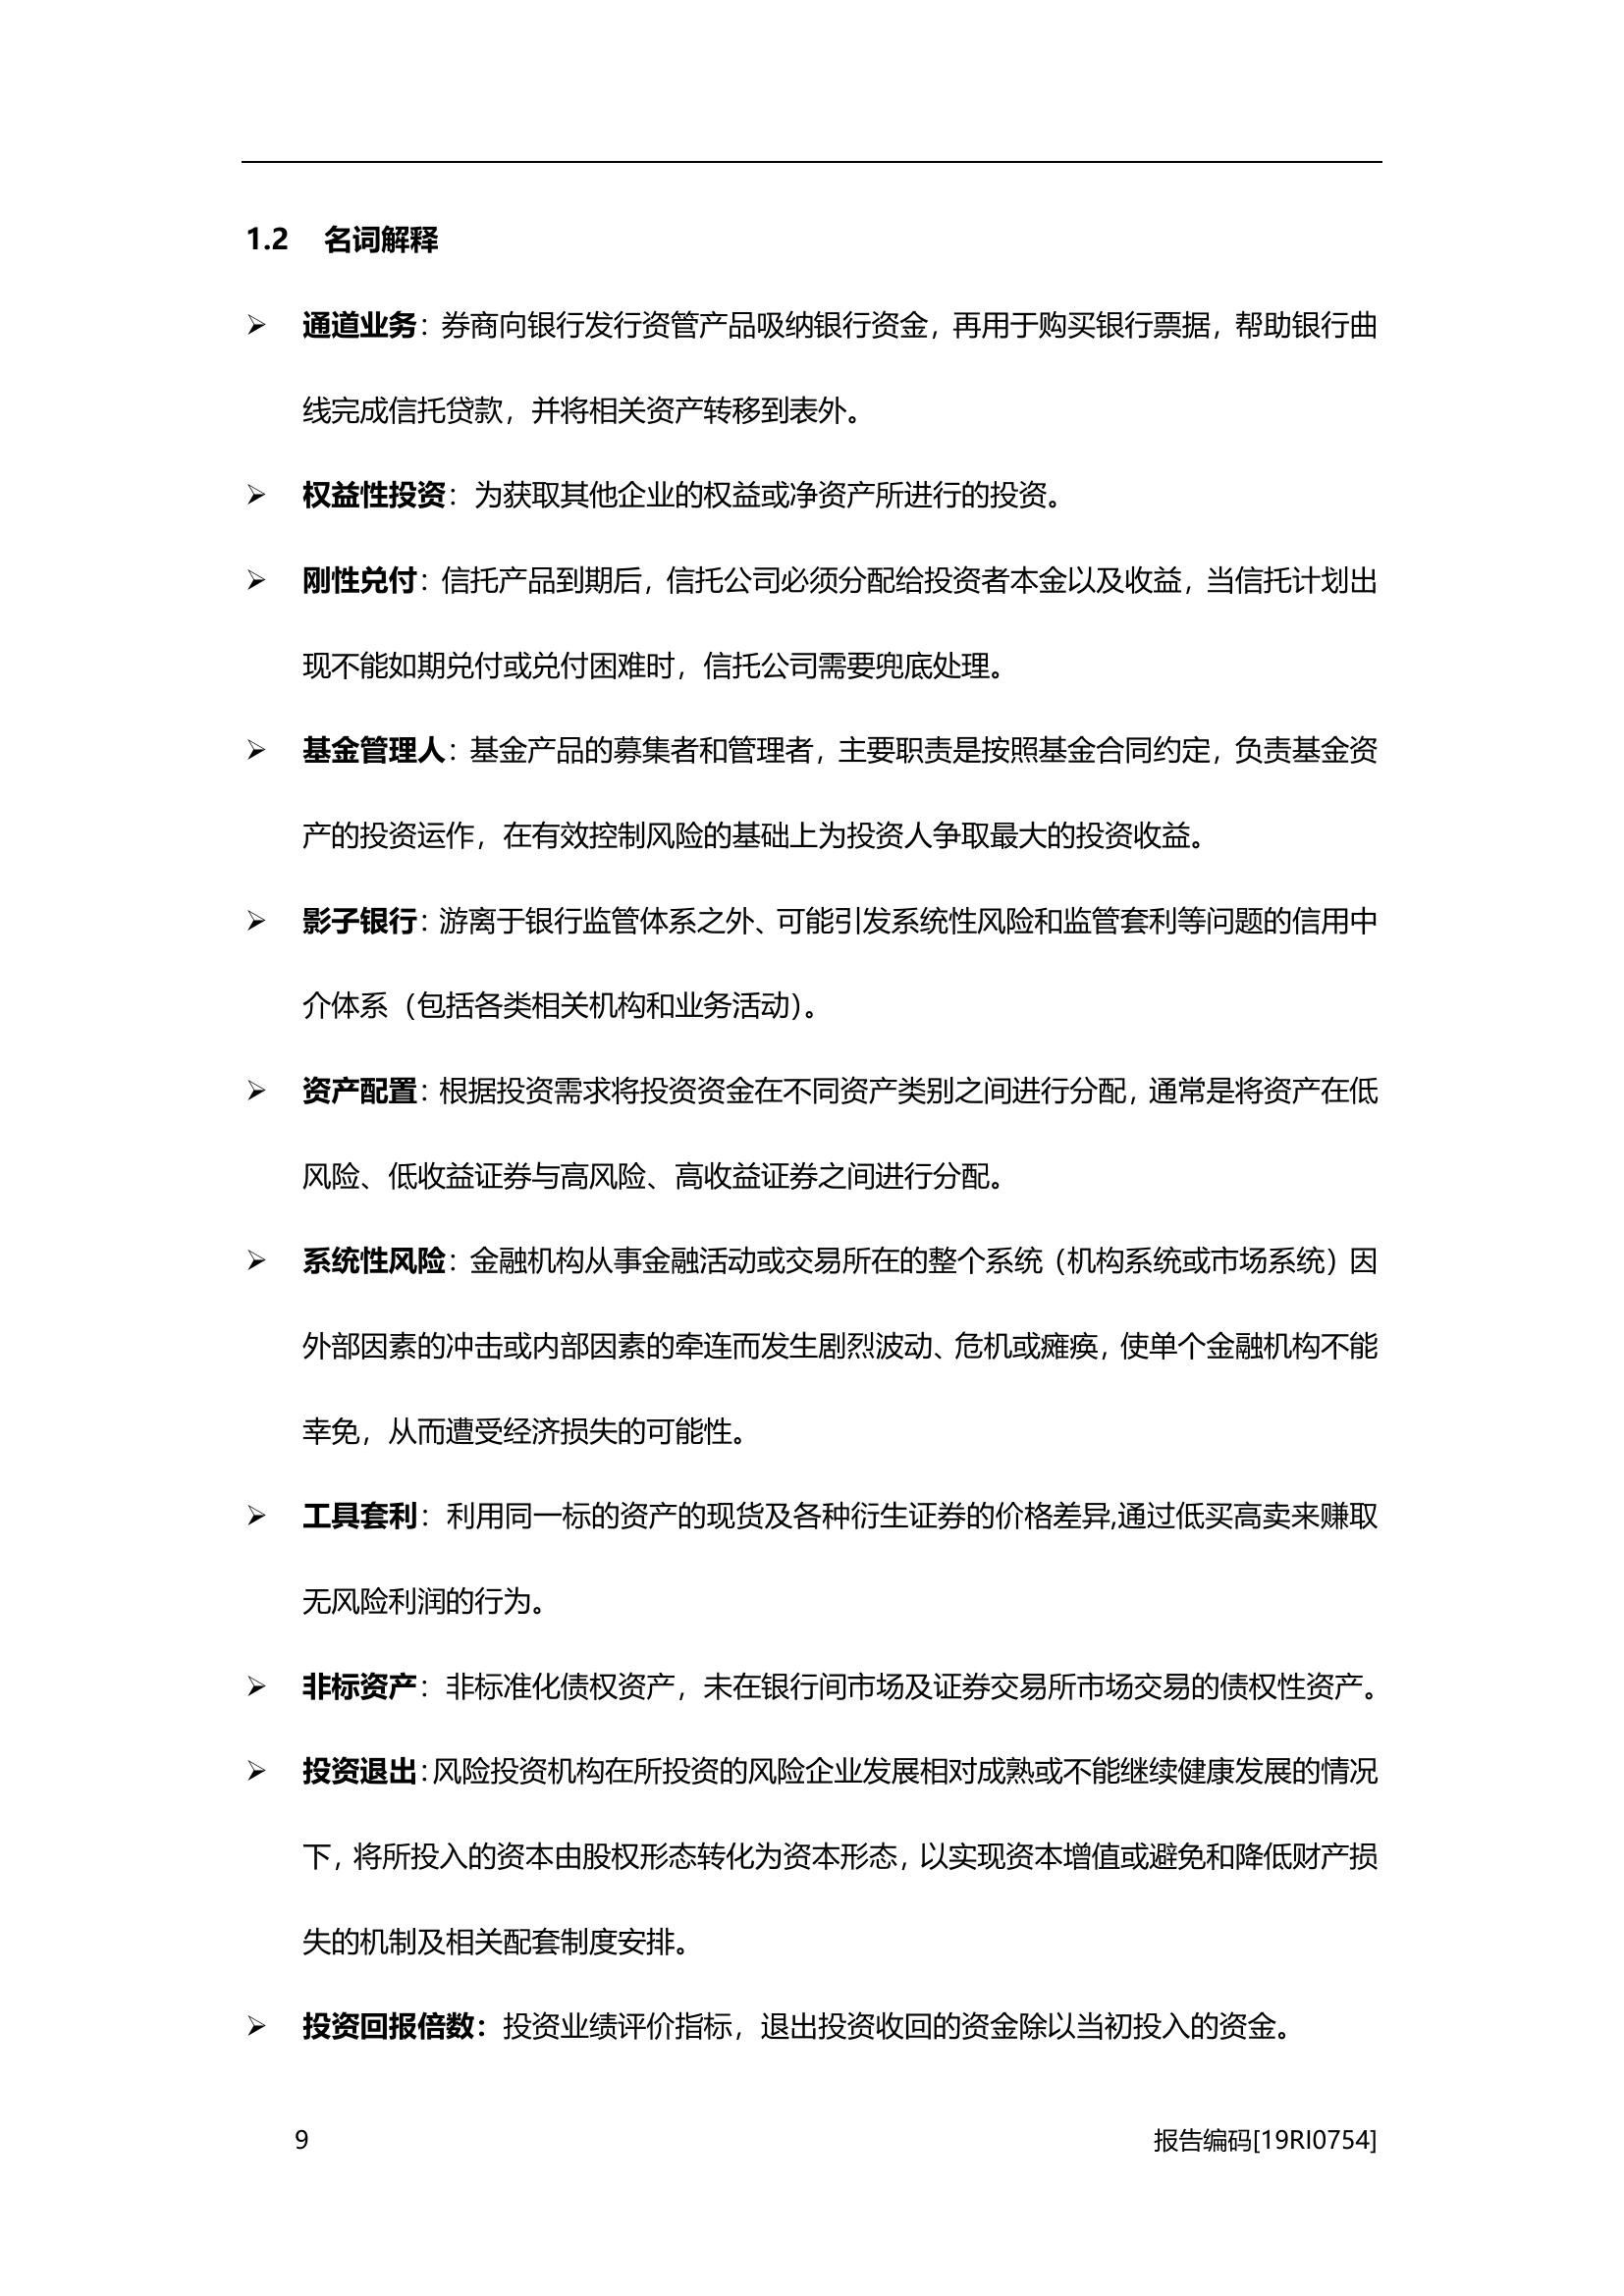 1.2 名词解释
➢ 通道业务：券商向银行发行资管产品吸纳银行资金，再用于购买银行票据，帮助银行曲
线完成信托贷款，并将相关资产转移到表外。
➢ 权益性投资：为获取其他企业的权益或净资产所进行的投资。
➢ 刚性兑付：信托产品到期后，信托公司必须分配给投资者本金以及收益，当信托计划出
现不能如期兑付或兑付困难时，信托公司需要兜底处理。
➢ 基金管理人：基金产品的募集者和管理者，主要职责是按照基金合同约定，负责基金资
产的投资运作，在有效控制风险的基础上为投资人争取最大的投资收益。
➢ 影子银行：游离于银行监管体系之外、可能引发系统性风险和监管套利等问题的信用中
介体系（包括各类相关机构和业务活动）。
➢ 资产配置：根据投资需求将投资资金在不同资产类别之间进行分配，通常是将资产在低
风险、低收益证券与高风险、高收益证券之间进行分配。
➢ 系统性风险：金融机构从事金融活动或交易所在的整个系统（机构系统或市场系统）因
外部因素的冲击或内部因素的牵连而发生剧烈波动、危机或瘫痪，使单个金融机构不能
幸免，从而遭受经济损失的可能性。
➢ 工具套利：利用同一标的资产的现货及各种衍生证券的价格差异,通过低买高卖来赚取
无风险利润的行为。
➢ 非标资产：非标准化债权资产，未在银行间市场及证券交易所市场交易的债权性资产。
➢ 投资退出：风险投资机构在所投资的风险企业发展相对成熟或不能继续健康发展的情况
下，将所投入的资本由股权形态转化为资本形态，以实现资本增值或避免和降低财产损
失的机制及相关配套制度安排。
➢ 投资回报倍数：投资业绩评价指标，退出投资收回的资金除以当初投入的资金。
9 报告编码[19RI0754]